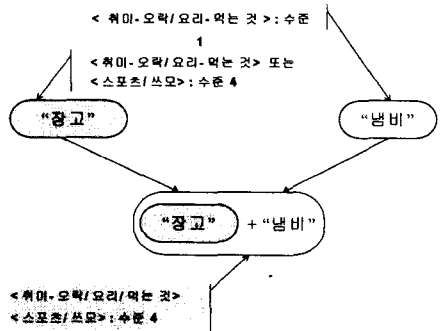 < 취미-오락/요리-먹는 것 >: 수준
1
< 취미-오락/요리-먹는 것> 또는
<스포츠/쓰모>: 수준 4
“장고”
“냄비”
“장고” + “냄비”
<취미-오락/요리/먹는 것>
<스포츠/쓰모>: 수준 4